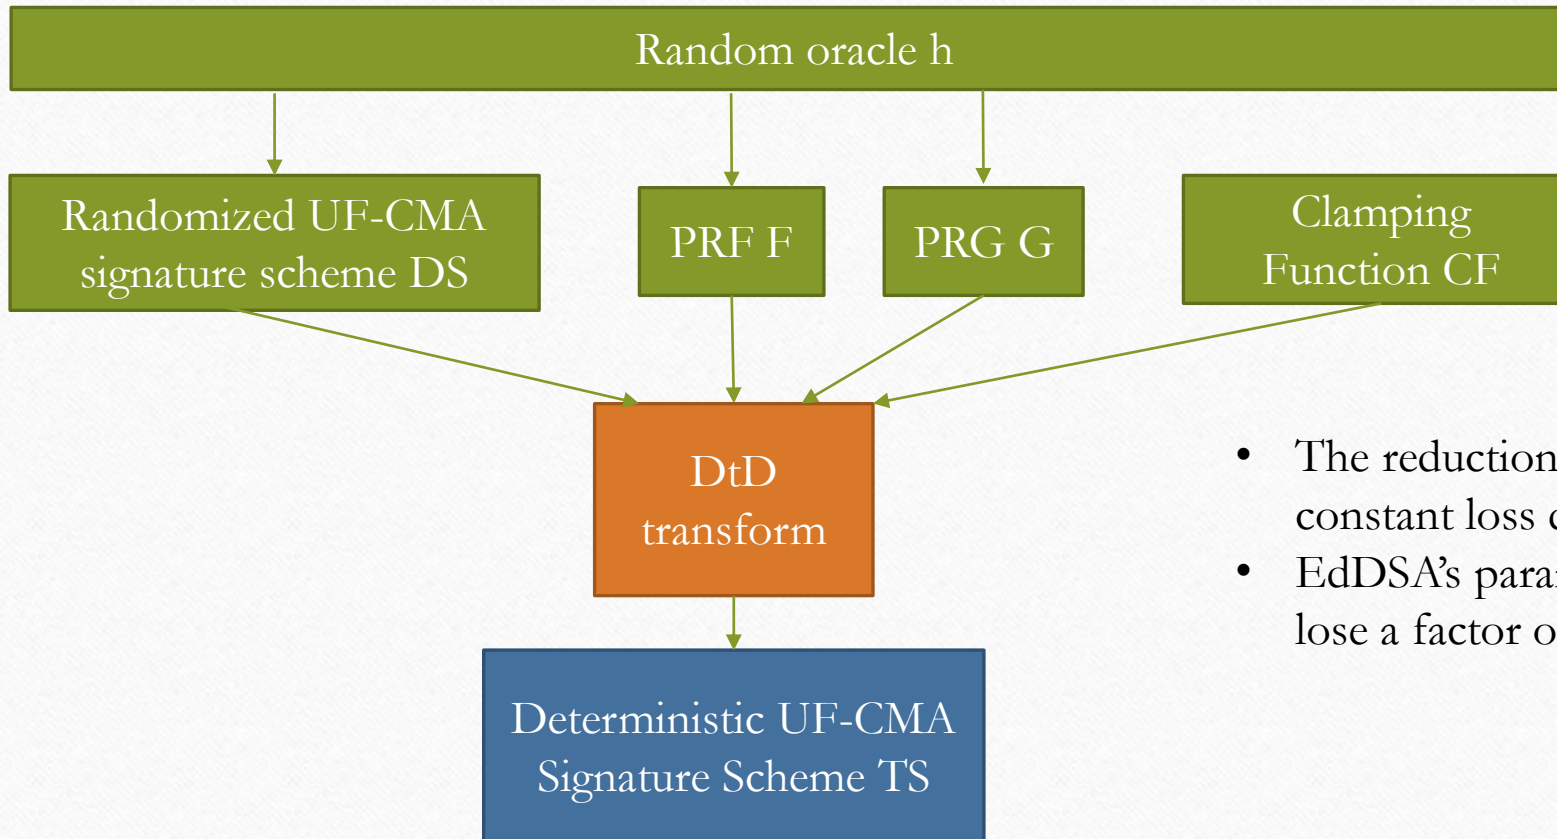 Random oracle h
Randomized UF-CMA
signature scheme DS
PRF F
PRG G
Clamping
Function CF
DtD
transform
• The reduction
constant loss
• EdDSA’s
lose a factor
Deterministic UF-CMA
Signature Scheme TS